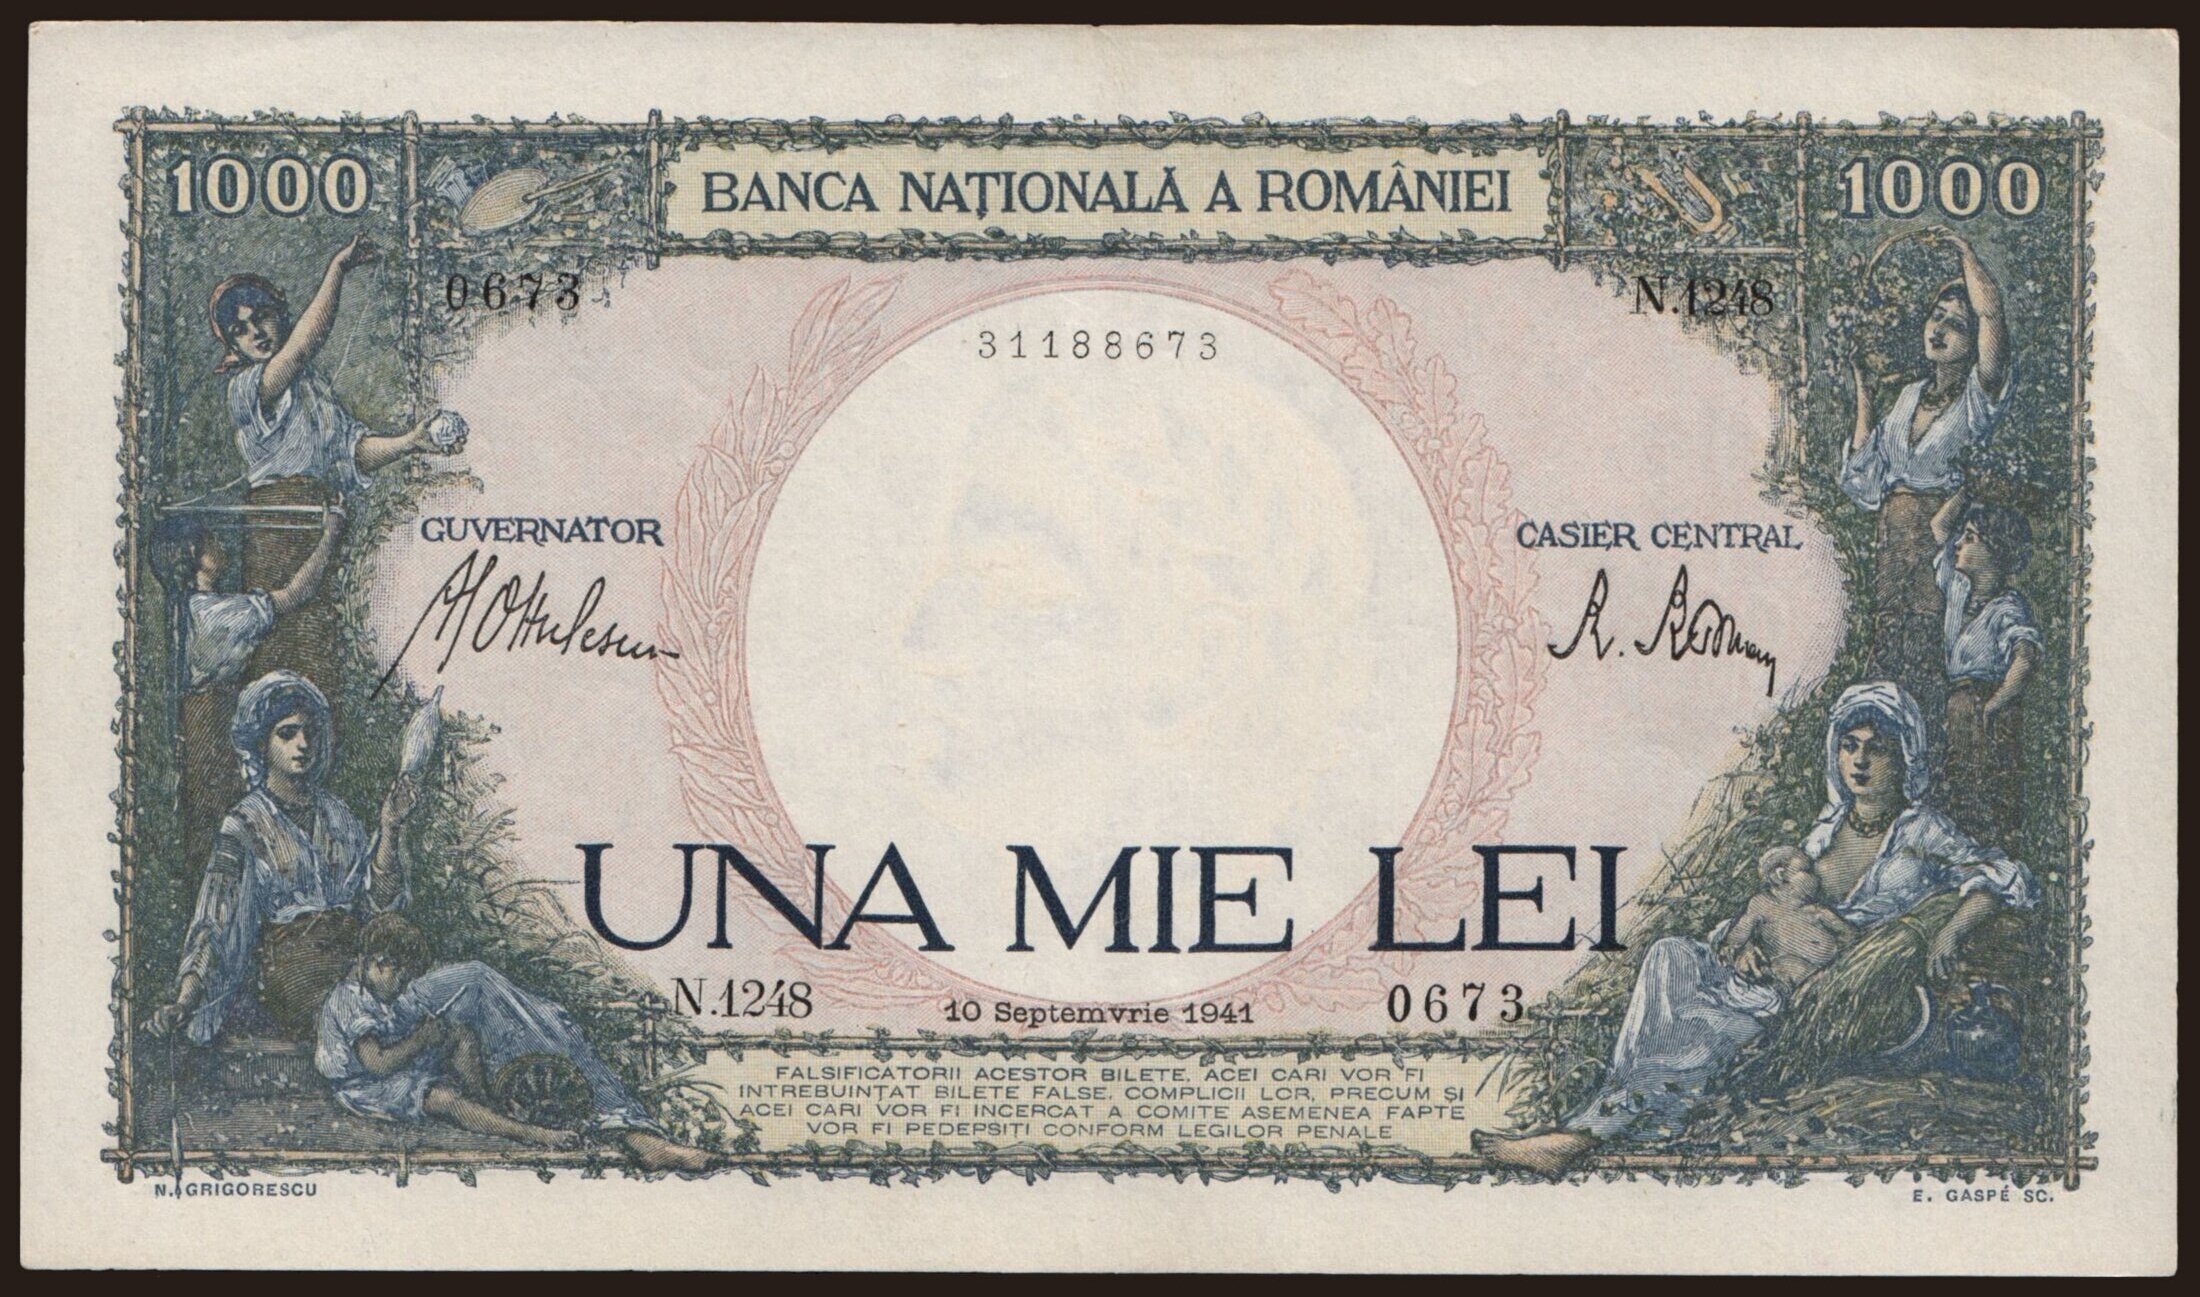 1000
BANCA NAȚIONALĂ A ROMÂNIEI
1000
0673
N.1248
31188673
GUVERNATOR
CASIER CENTRAL
UNA MIE LEI
N.1248
10 Septemvrie 1941
0673
FALSIFICATORII ACESTOR BILETE, ACEI CARI VOR FI
INTREBUINȚAT BILETE FALSE, COMPLICII LOR, PRECUM ȘI
ACEI CARI VOR FI INCERCAT A COMITE ASEMENEA FAPTE
VOR FI PEDEPSITI CONFORM LEGILOR PENALE
N. GRIGORESCU
E. GASPÉ SC.